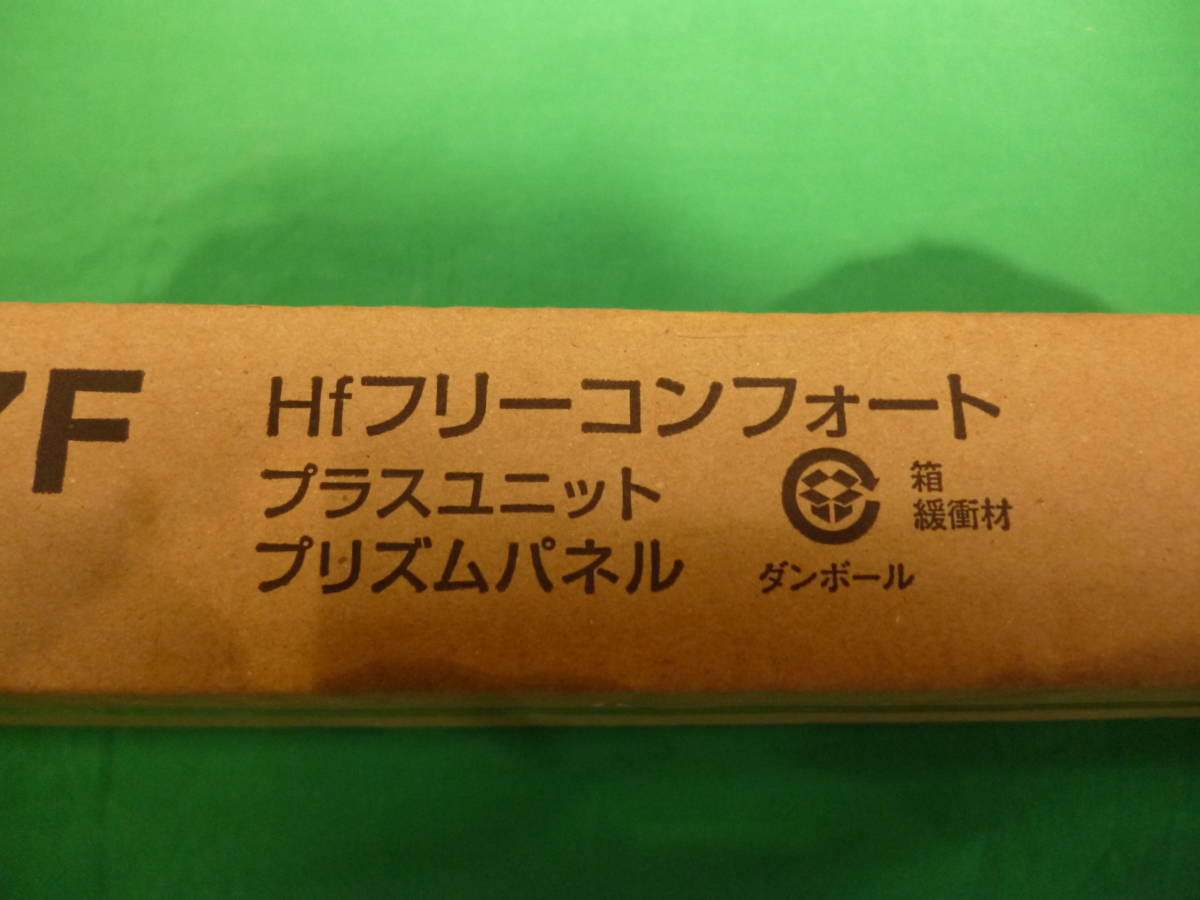 7F
Hfフリーコンフォート
プラスユニット
プリズムパネル
箱
緩衝材
ダンボール